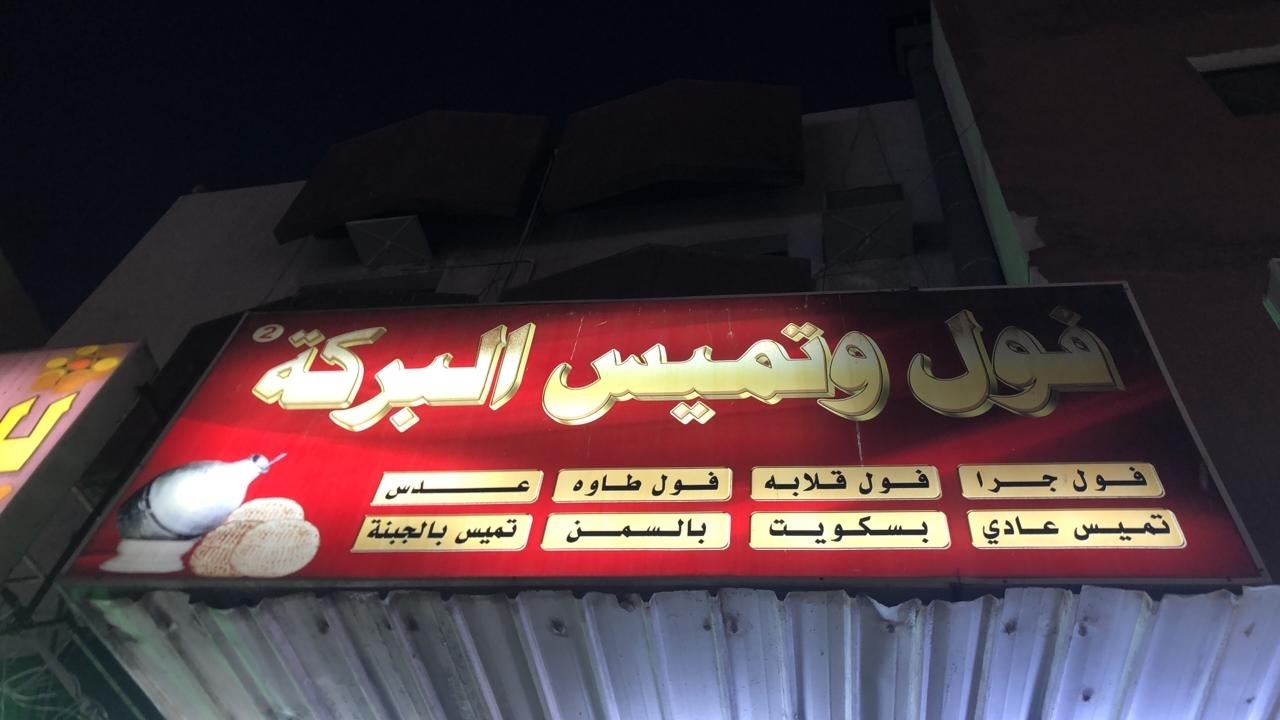 فول وتميس البركة 2
فول جرا فول قلابه فول طاوه عدس
تميس عادي بسكويت بالسمن تميس بالجبنة